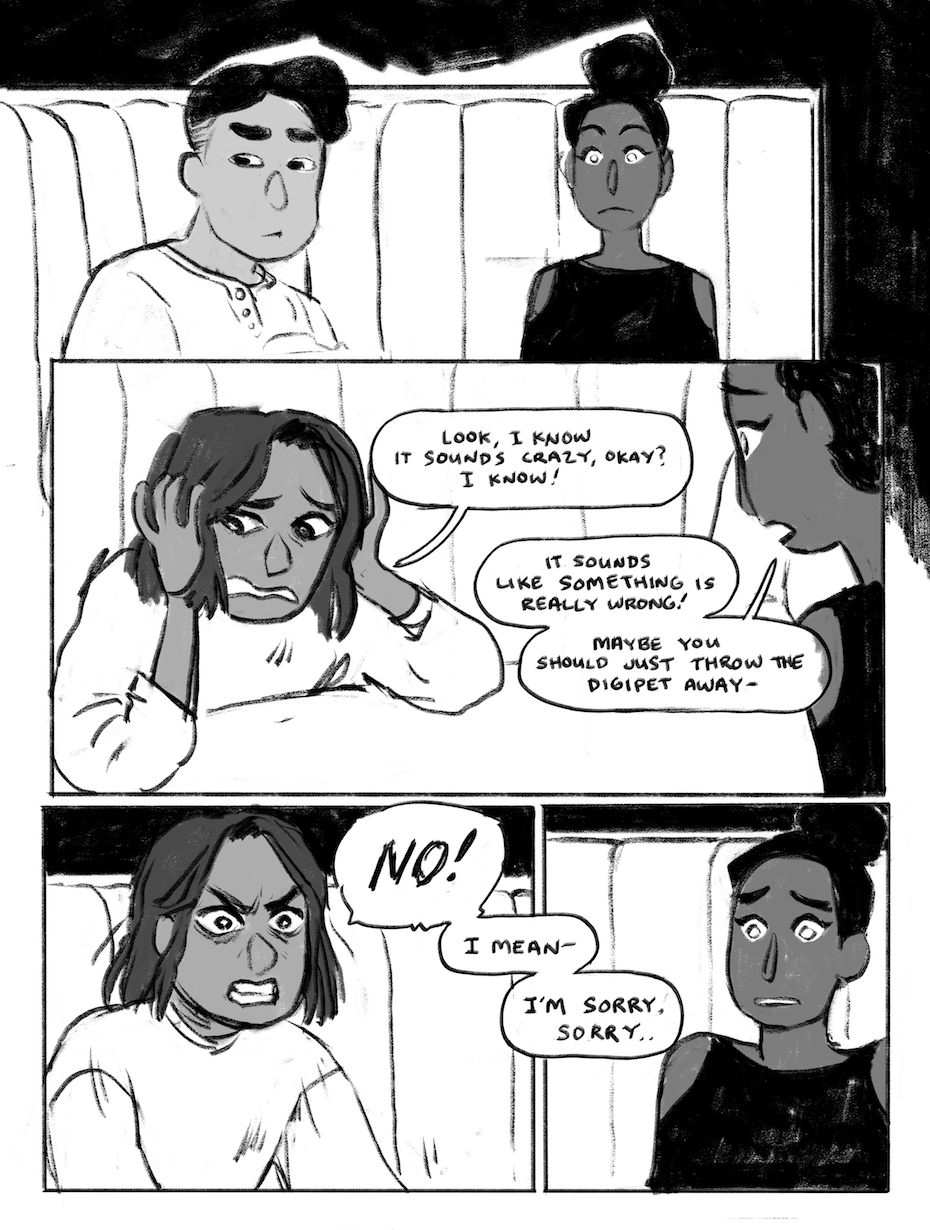 LOOK, I KNOW
IT SOUNDS CRAZY, OKAY?
I KNOW!
IT SOUNDS
LIKE SOMETHING IS
REALLY WRONG!
MAYBE YOU
SHOULD JUST THROW THE
DIGIPET AWAY-
NO!
I MEAN-
I'M SORRY,
SORRY..